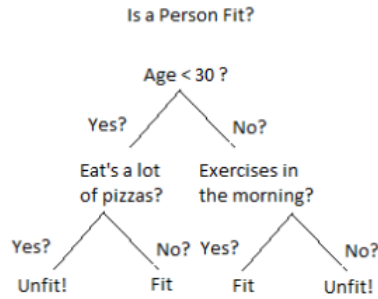 Is a Person Fit?
Age < 30 ?
Yes?
No?
Eat's a lot
of pizzas?
Exercises in
the morning?
Yes?
No?
Yes?
No?
Unfit!
Fit
Fit
Unfit!